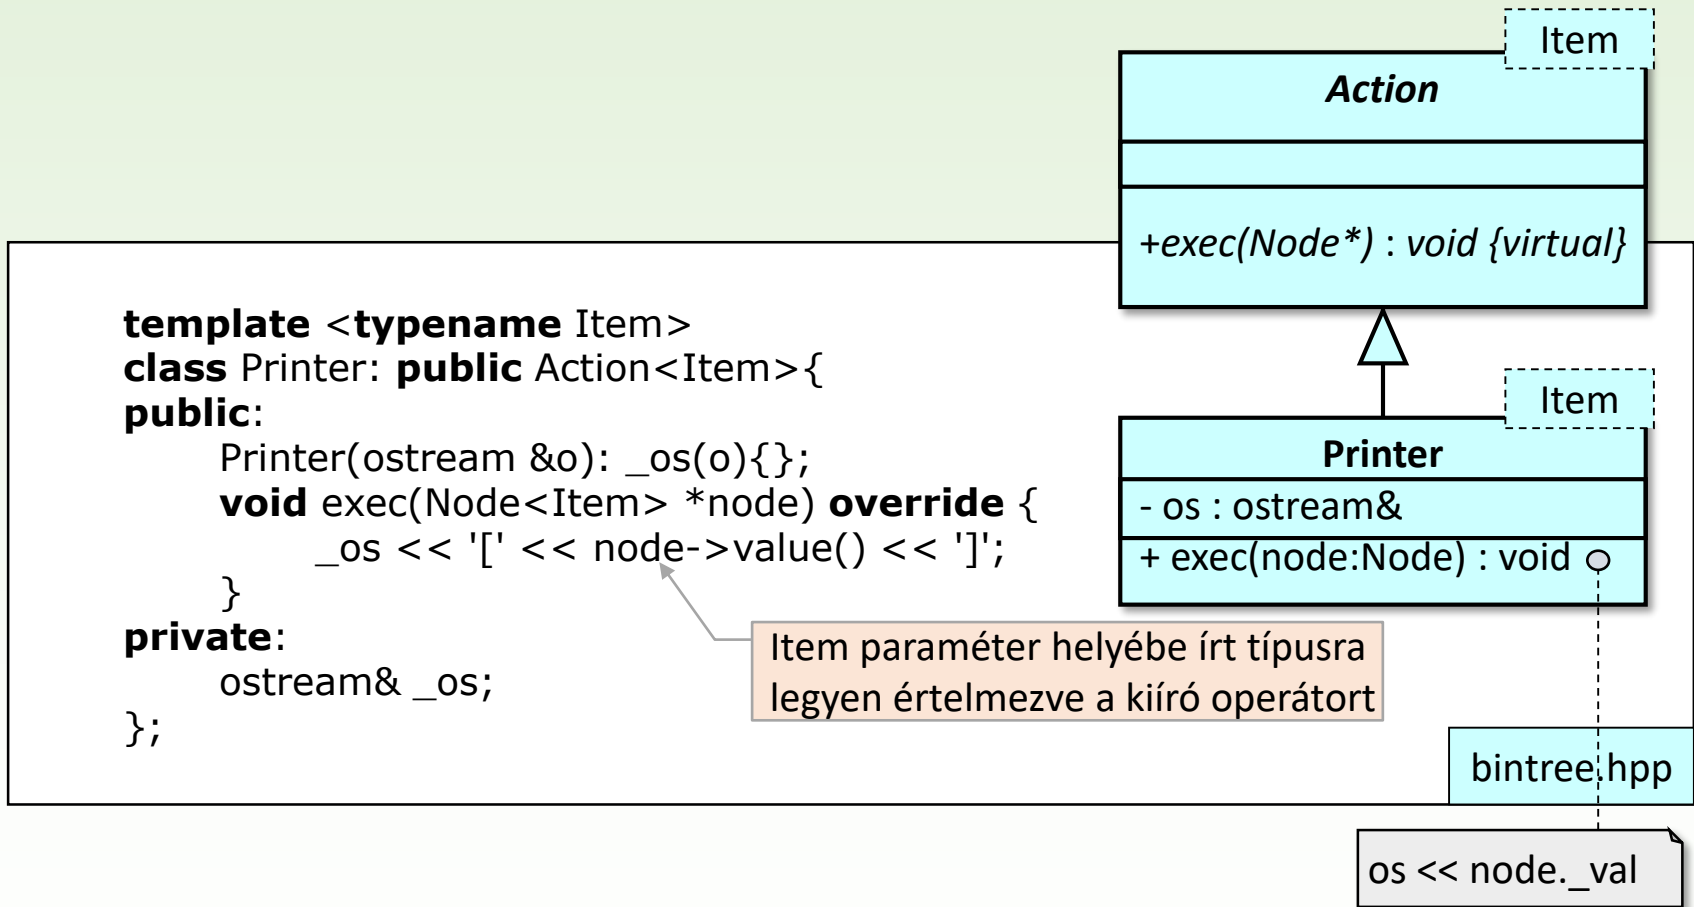 Item
Action
+exec(Node*) : void {virtual}
template <typename Item>
class Printer: public Action<Item>{
public:
Printer(ostream &o): _os(o){};
void exec(Node<Item> *node) override {
_os << '[' << node->value() << ']';
}
private:
ostream& _os;
};
Item
Printer
- os : ostream&
+ exec(node:Node) : void
Item paraméter helyébe írt típusra
legyen értelmezve a kiíró operátort
bintree.hpp
os << node._val